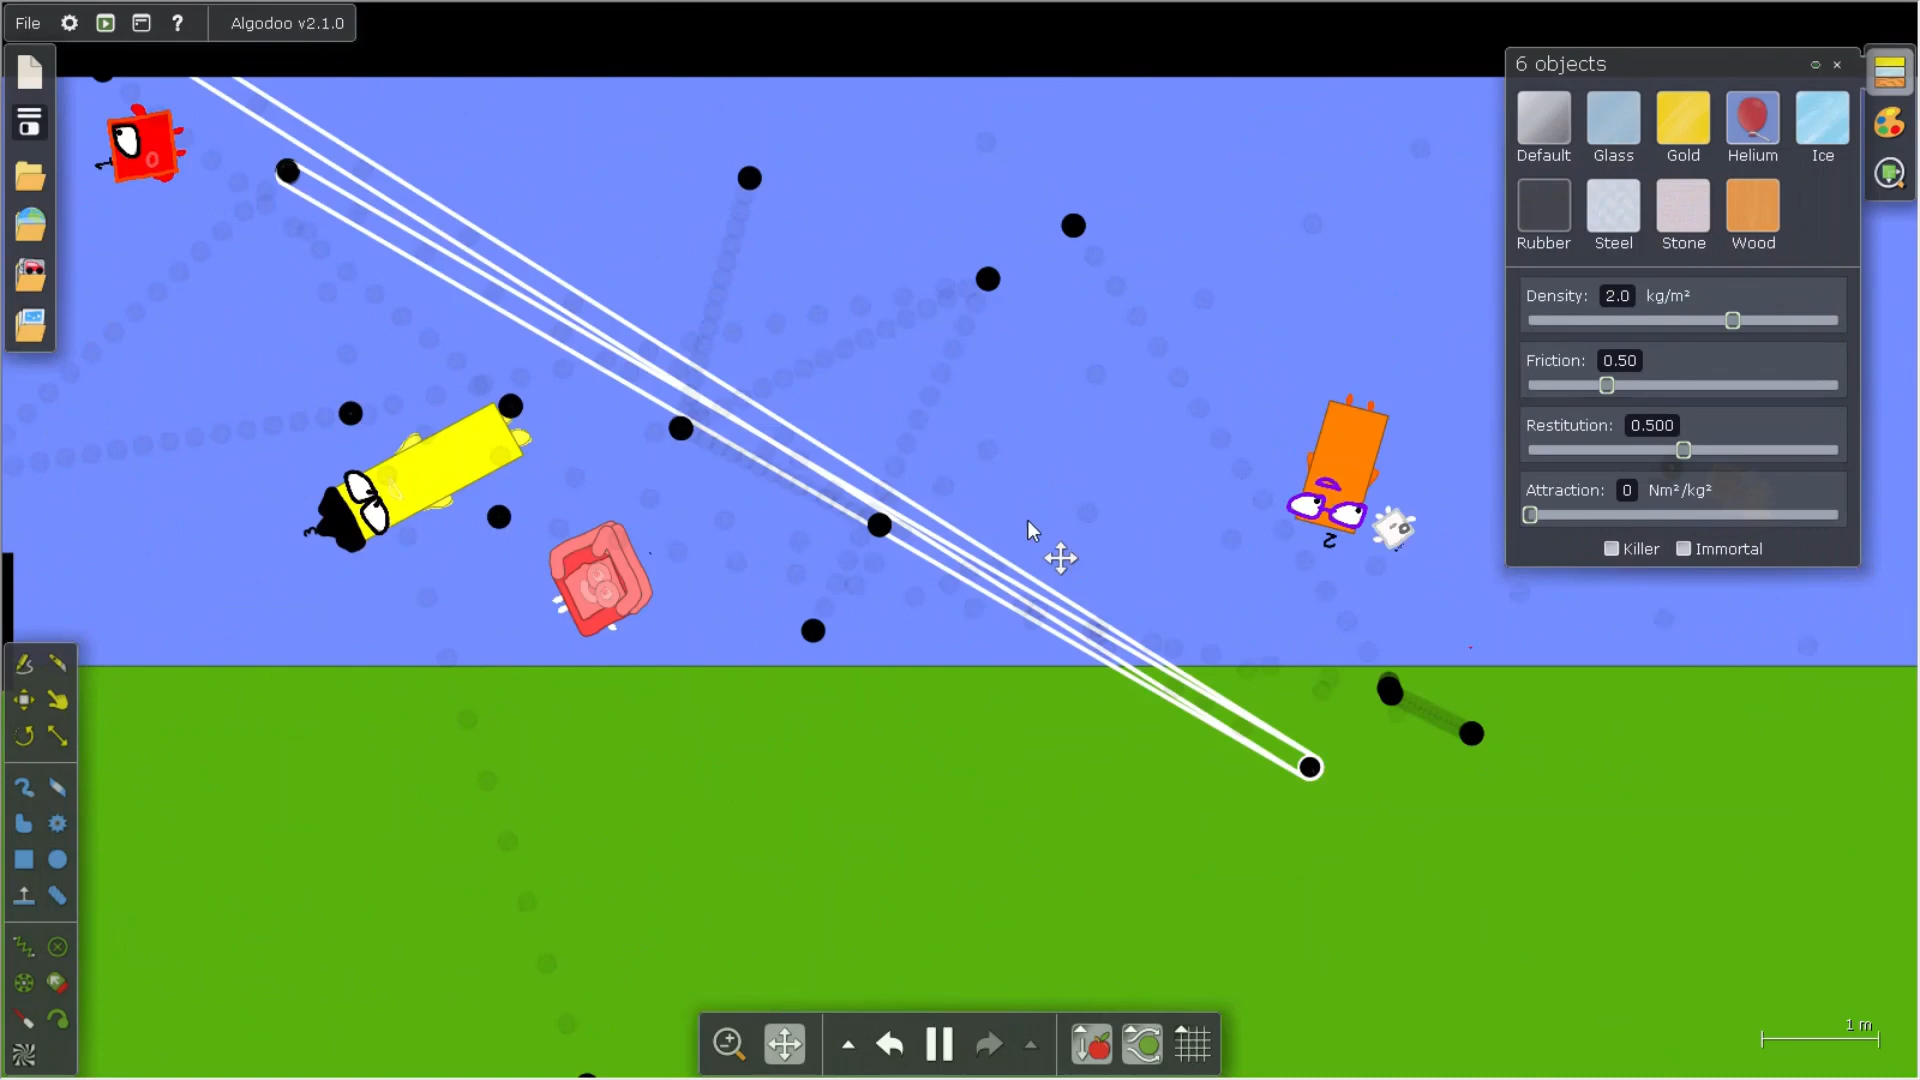 File ? Algodoo v2.1.0
6 objects
Default Glass Gold Helium Ice
Rubber Steel Stone Wood
Density: 2.0 kg/m²
Friction: 0.50
Restitution: 0.500
Attraction: 0 Nm²/kg²
Killer Immortal
2
1 m